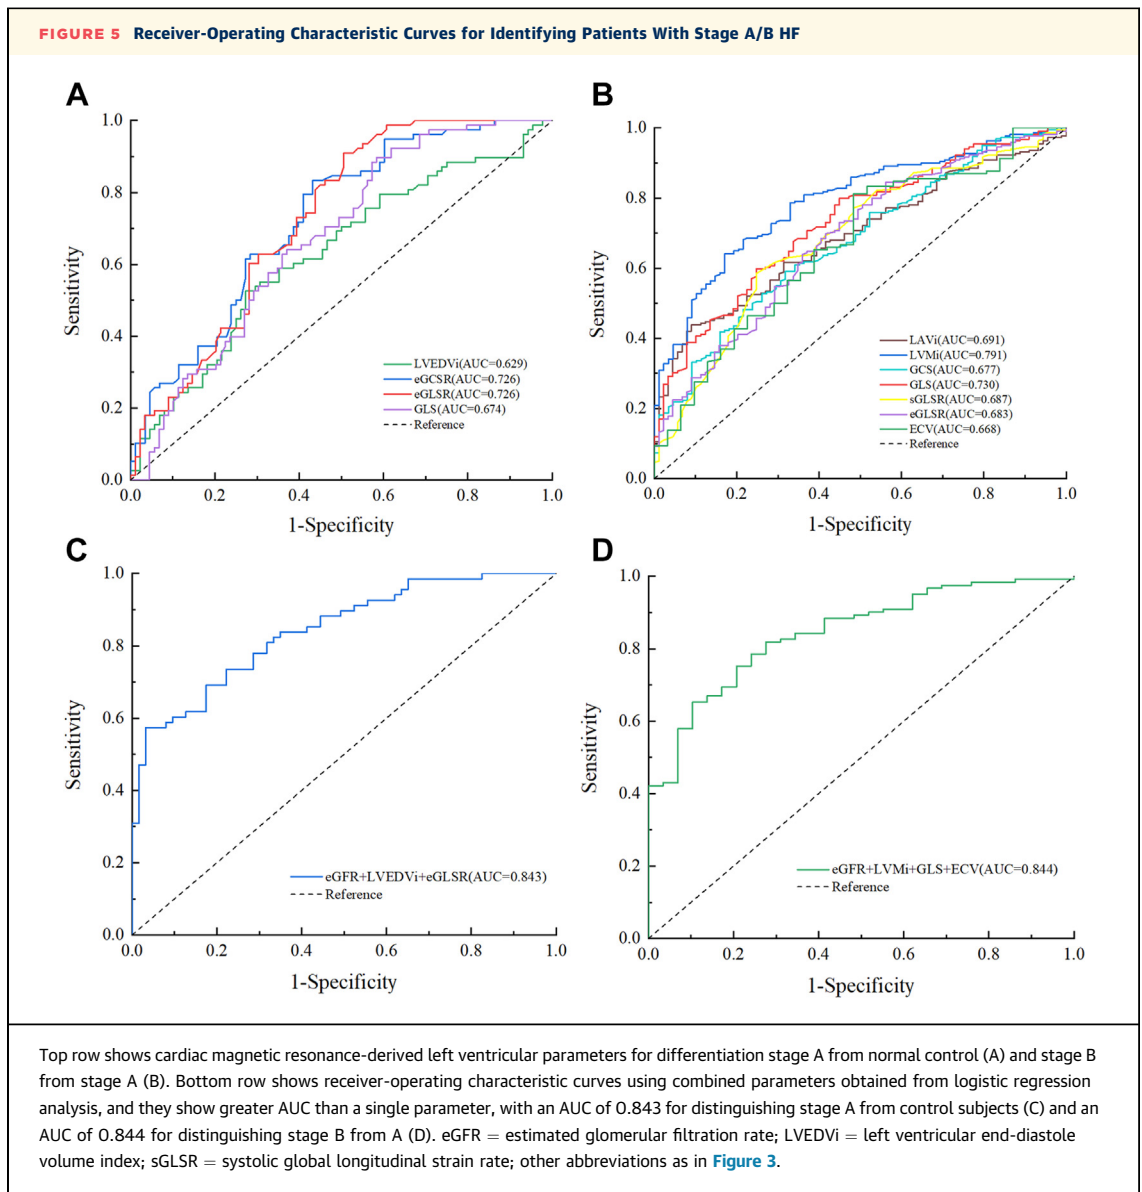 FIGURE 5 Receiver-Operating Characteristic Curves for Identifying Patients With Stage A/B HF
A
1.0
0.8
0.6
0.4
0.2
0.0
Sensitivity
LVEDVi(AUC=0.629)
eGCSR(AUC=0.726)
eGLSR(AUC=0.726)
GLS(AUC=0.674)
Reference
0.0 0.2 0.4 0.6 0.8 1.0
1-Specificity
B
1.0
0.8
0.6
0.4
0.2
0.0
Sensitivity
LAVi(AUC=0.691)
LVMi(AUC=0.791)
GCS(AUC=0.677)
GLS(AUC=0.730)
sGLSR(AUC=0.687)
eGLSR(AUC=0.683)
ECV(AUC=0.668)
Reference
0.0 0.2 0.4 0.6 0.8 1.0
1-Specificity
C
1.0
0.8
0.6
0.4
0.2
0.0
Sensitivity
eGFR+LVEDVi+eGLSR(AUC=0.843)
Reference
0.0 0.2 0.4 0.6 0.8 1.0
1-Specificity
D
1.0
0.8
0.6
0.4
0.2
0.0
Sensitivity
eGFR+LVMi+GLS+ECV(AUC=0.844)
Reference
0.0 0.2 0.4 0.6 0.8 1.0
1-Specificity
Top row shows cardiac magnetic resonance-derived left ventricular parameters for differentiation stage A from normal control (A) and stage B
from stage A (B). Bottom row shows receiver-operating characteristic curves using combined parameters obtained from logistic regression
analysis, and they show greater AUC than a single parameter, with an AUC of 0.843 for distinguishing stage A from control subjects (C) and an
AUC of 0.844 for distinguishing stage B from A (D). eGFR = estimated glomerular filtration rate; LVEDVi = left ventricular end-diastole
volume index; sGLSR = systolic global longitudinal strain rate; other abbreviations as in Figure 3.